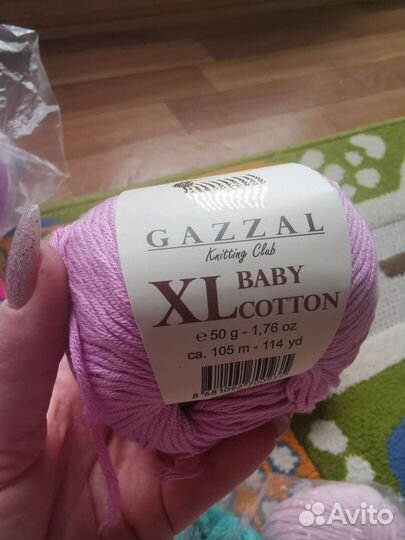 GAZZAL
Knitting Club
XL BABY COTTON
℮ 50 g - 1,76 oz
ca. 105 m - 114 yd
Avito